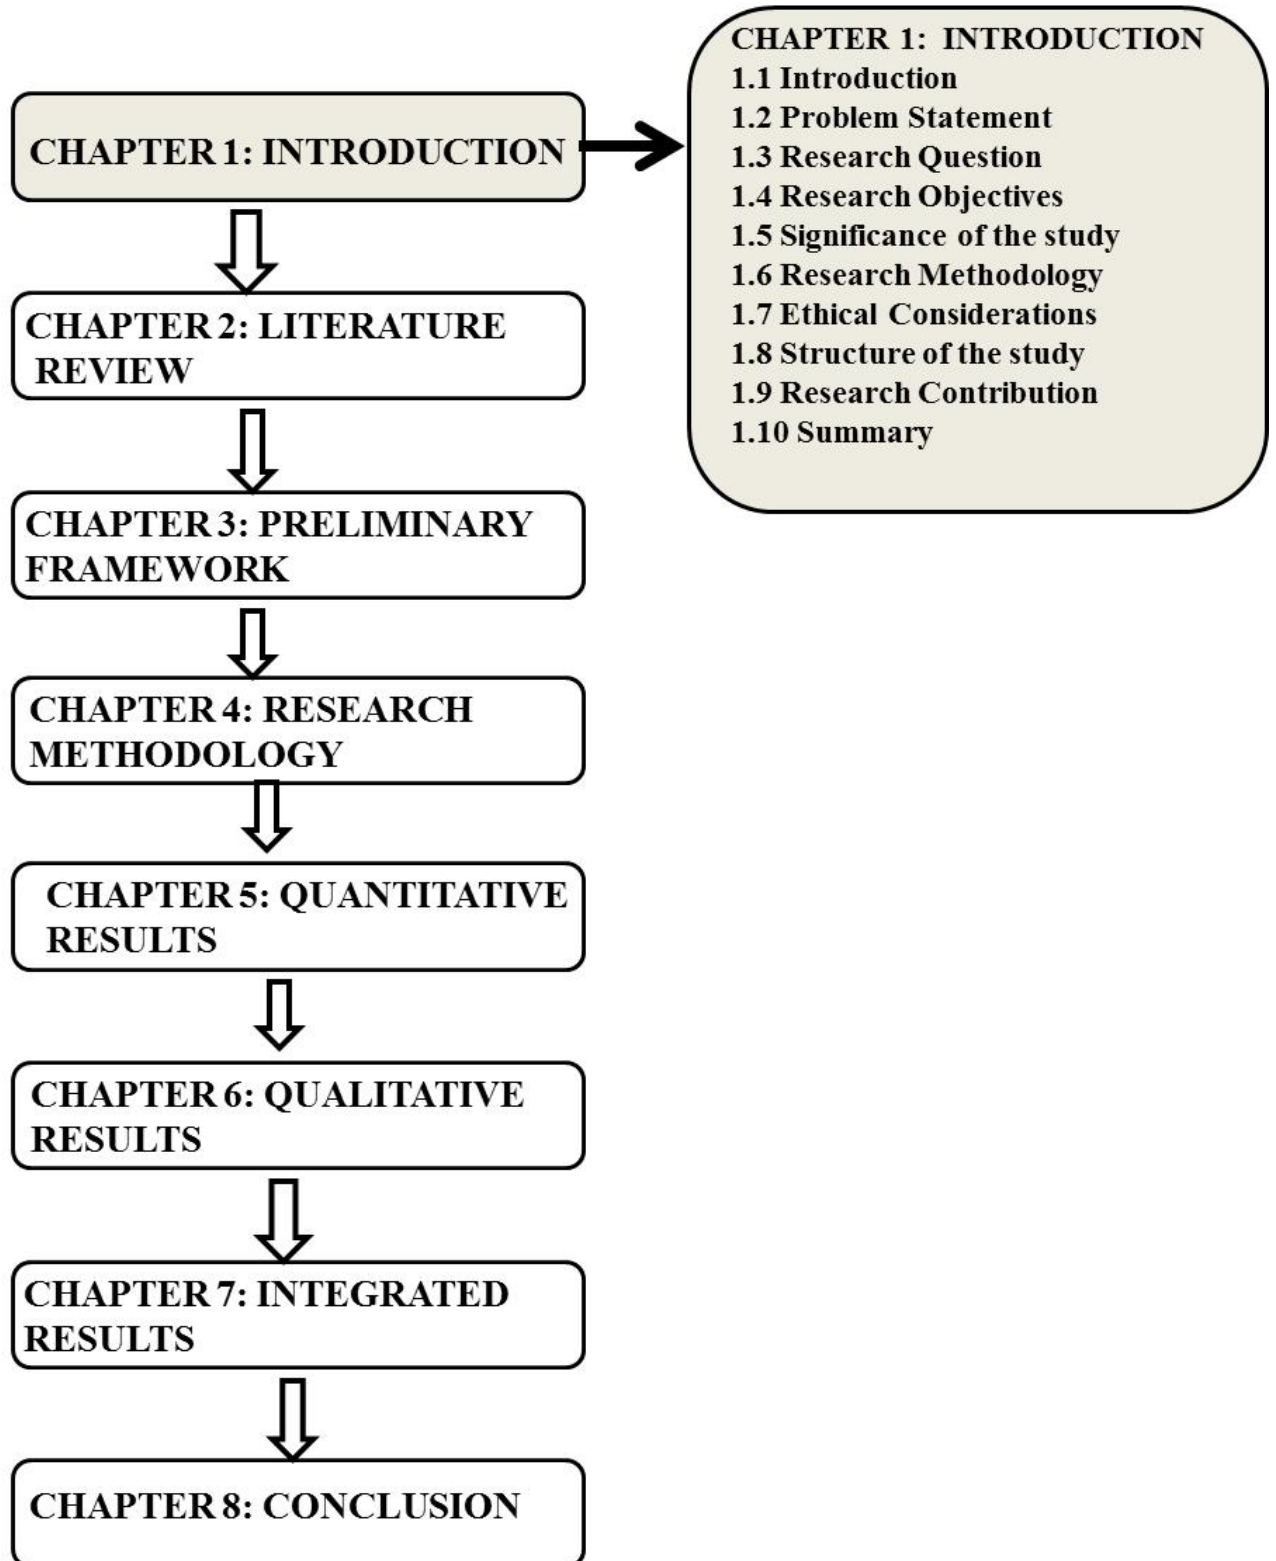 CHAPTER 1: INTRODUCTION
CHAPTER 2: LITERATURE
REVIEW
CHAPTER 3: PRELIMINARY
FRAMEWORK
CHAPTER 4: RESEARCH
METHODOLOGY
CHAPTER 5: QUANTITATIVE
RESULTS
CHAPTER 6: QUALITATIVE
RESULTS
CHAPTER 7: INTEGRATED
RESULTS
CHAPTER 8: CONCLUSION
CHAPTER 1: INTRODUCTION
1.1 Introduction
1.2 Problem Statement
1.3 Research Question
1.4 Research Objectives
1.5 Significance of the study
1.6 Research Methodology
1.7 Ethical Considerations
1.8 Structure of the study
1.9 Research Contribution
1.10 Summary